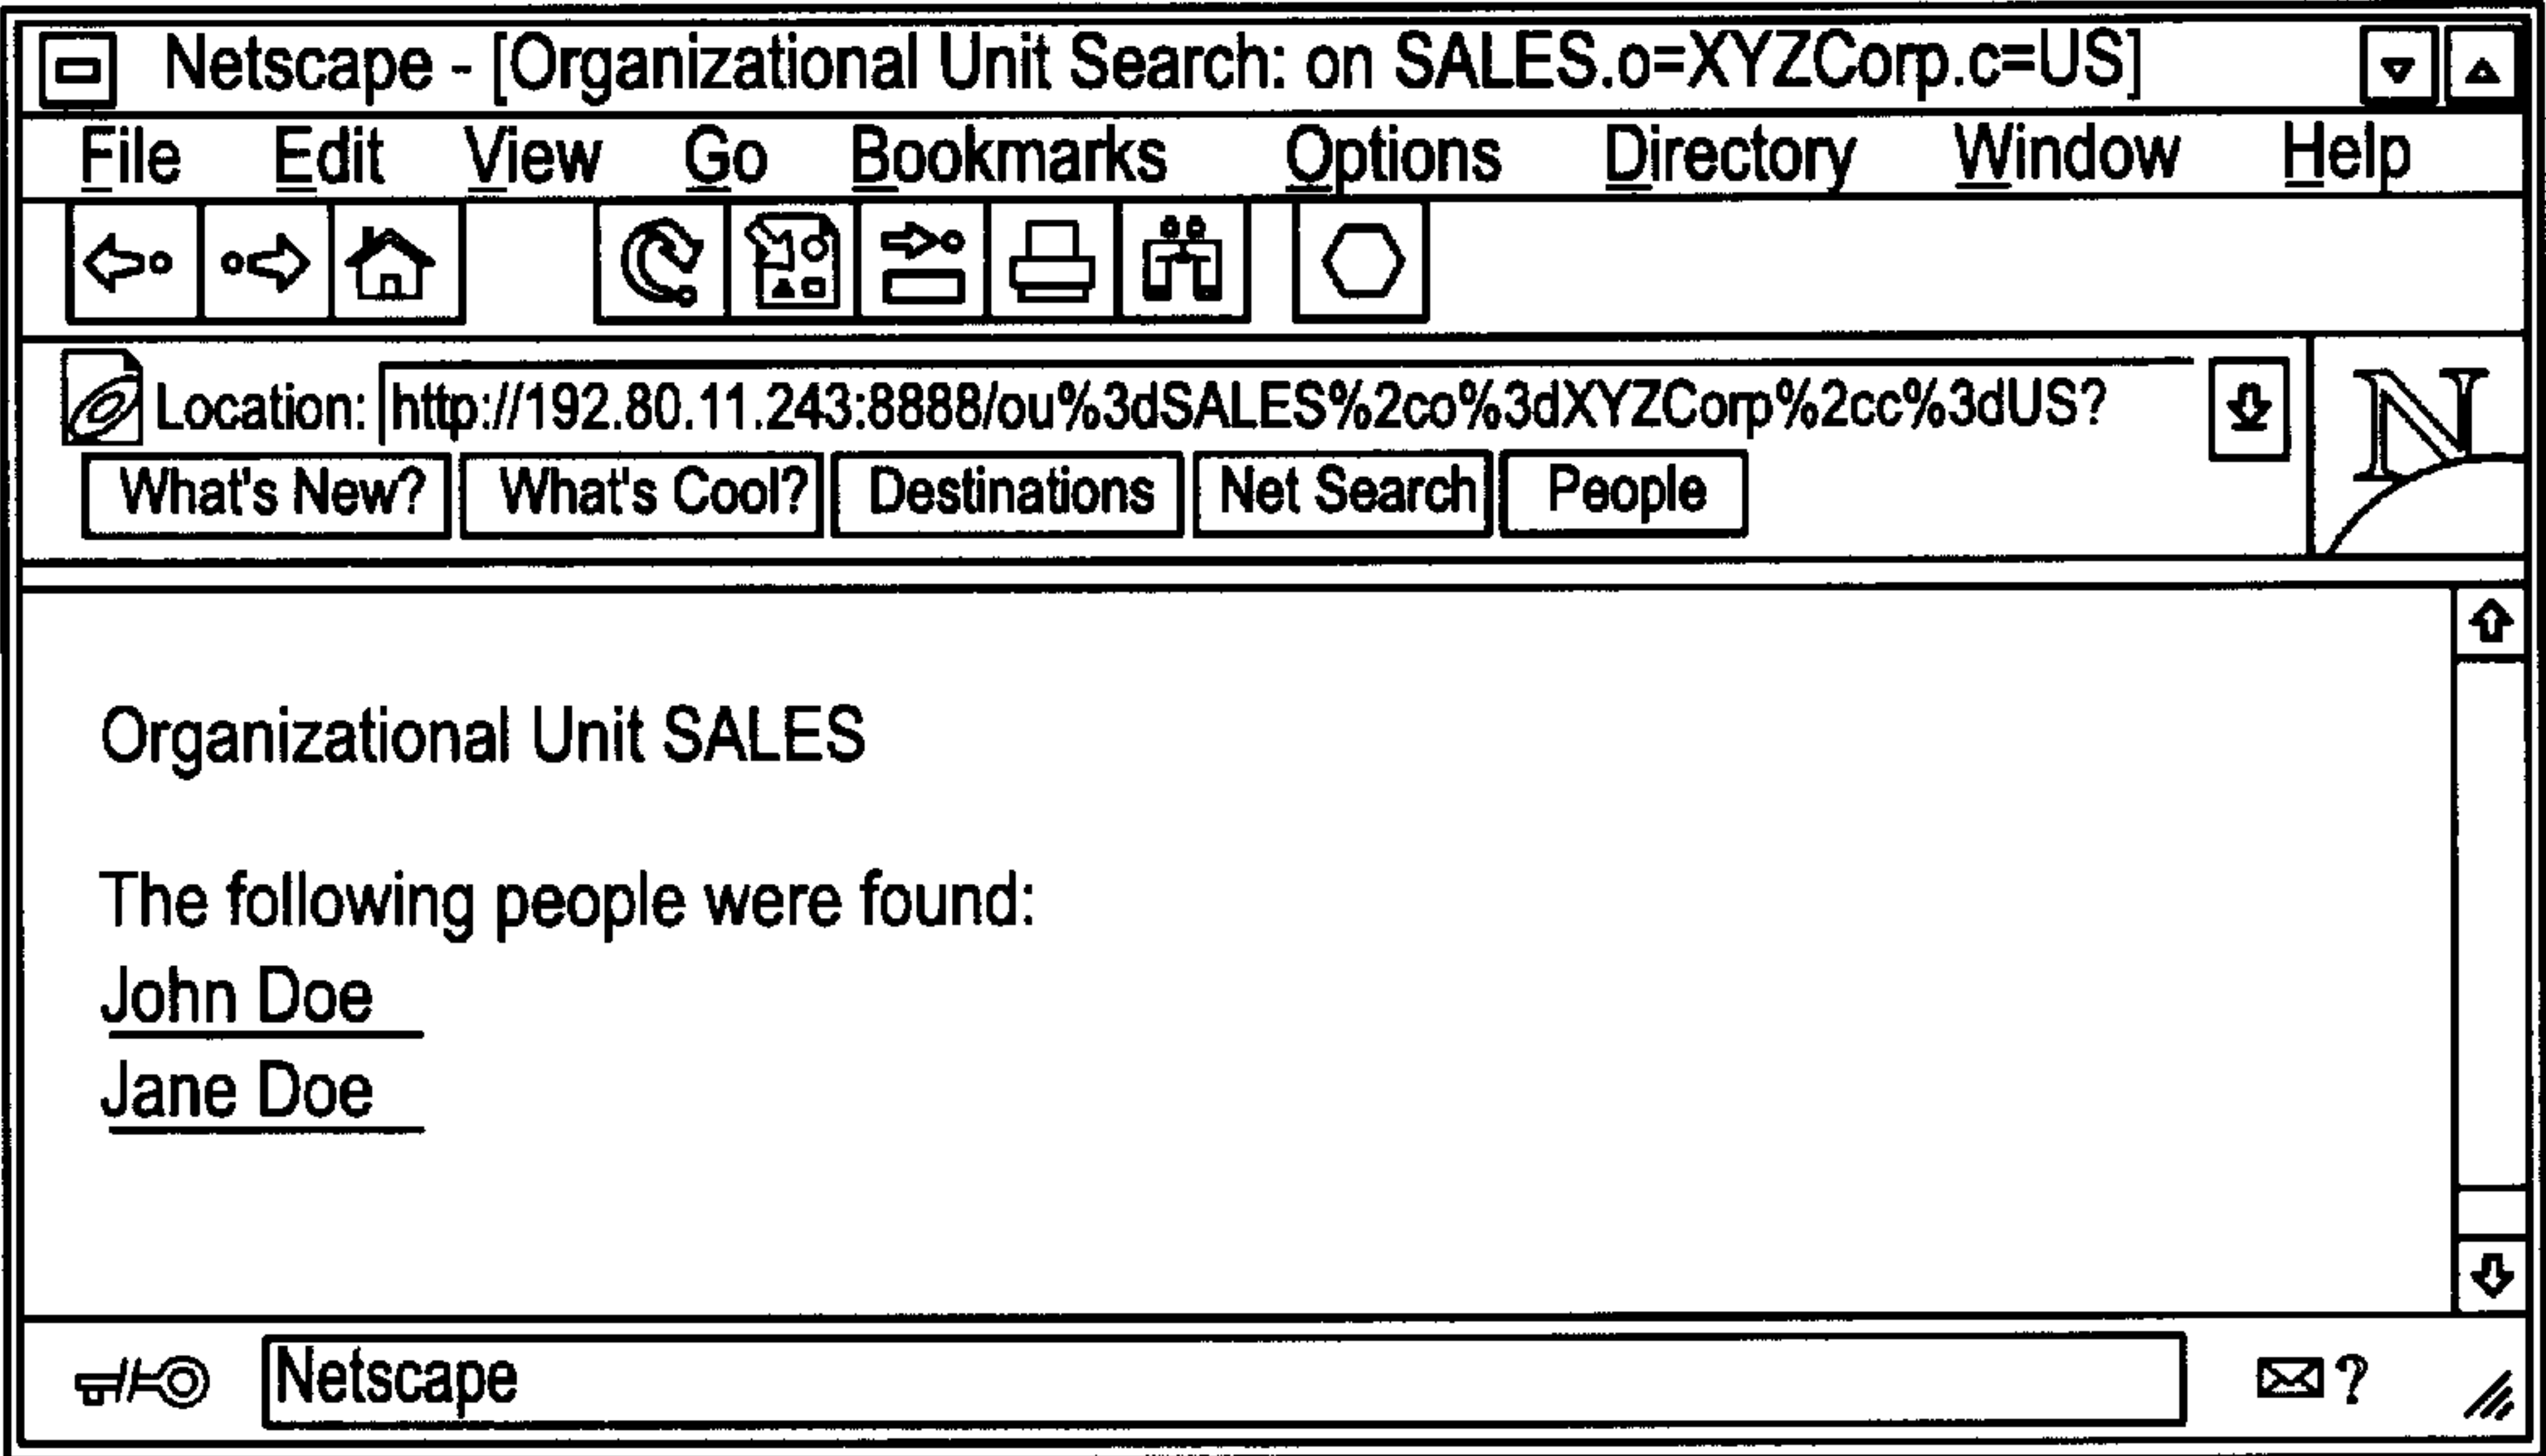 Netscape - [Organizational Unit Search: on SALES.o=XYZCorp.c=US]
File Edit View Go Bookmarks Options Directory Window Help
Location: http://192.80.11.243:8888/ou%3dSALES%2co%3dXYZCorp%2cc%3dUS?
N
What's New? What's Cool? Destinations Net Search People
Organizational Unit SALES
The following people were found:
John Doe
Jane Doe
Netscape ?